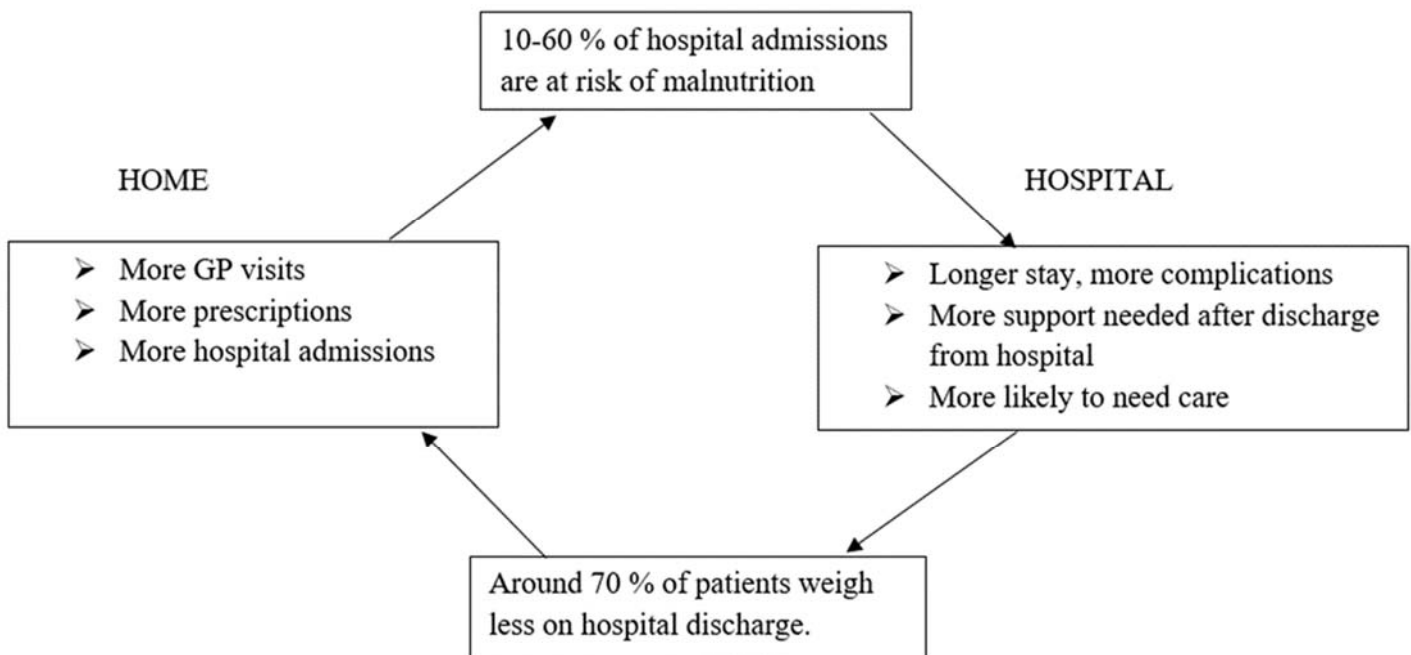 10-60 % of hospital admissions
are at risk of malnutrition
HOME
HOSPITAL
➢ More GP visits
➢ More prescriptions
➢ More hospital admissions
➢ Longer stay, more complications
➢ More support needed after discharge
from hospital
➢ More likely to need care
Around 70 % of patients weigh
less on hospital discharge.